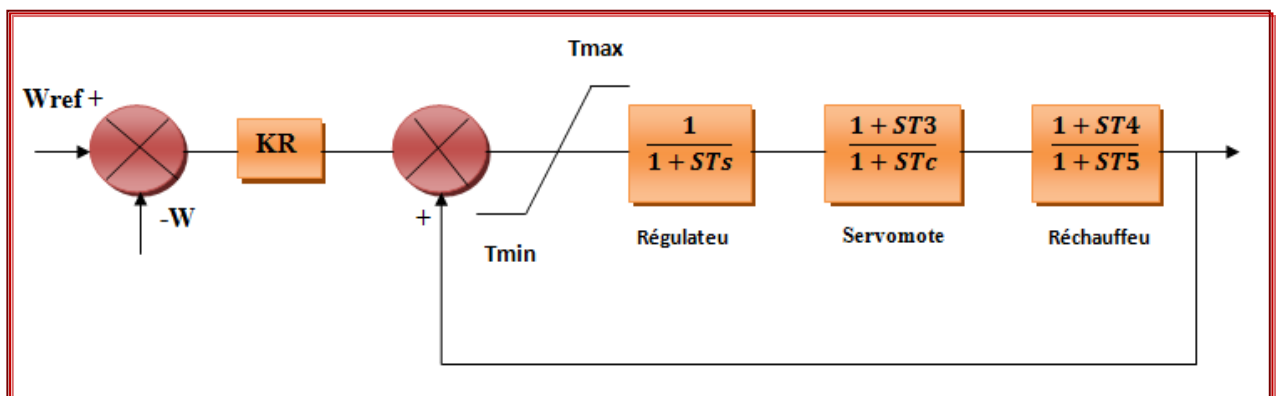 Tmax
Wref +
KR
1
1 + STs
1 + ST3
1 + STc
1 + ST4
1 + ST5
-W
+
Tmin
Régulateu
Servomote
Réchauffeu